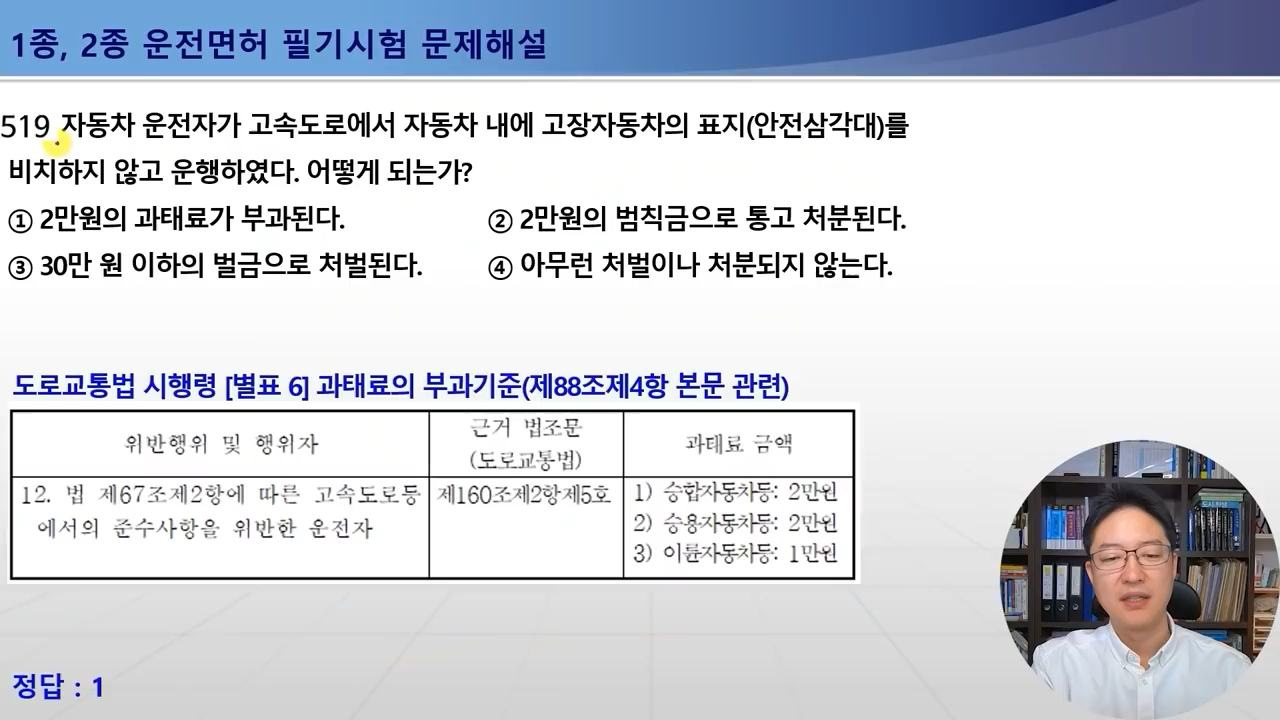 1종, 2종 운전면허 필기시험 문제해설
519 자동차 운전자가 고속도로에서 자동차 내에 고장자동차의 표지(안전삼각대)를
비치하지 않고 운행하였다. 어떻게 되는가?
① 2만원의 과태료가 부과된다.
② 2만원의 범칙금으로 통고 처분된다.
③ 30만 원 이하의 벌금으로 처벌된다.
④ 아무런 처벌이나 처분되지 않는다.
도로교통법 시행령 [별표 6] 과태료의 부과기준(제88조제4항 본문 관련)
위반행위 및 행위자
근거 법조문
(도로교통법)
과태료 금액
12. 법 제67조제2항에 따른 고속도로등
에서의 준수사항을 위반한 운전자
제160조제2항제5호
1) 승합자동차등: 2만원
2) 승용자동차등: 2만원
3) 이륜자동차등: 1만원
정답 : 1